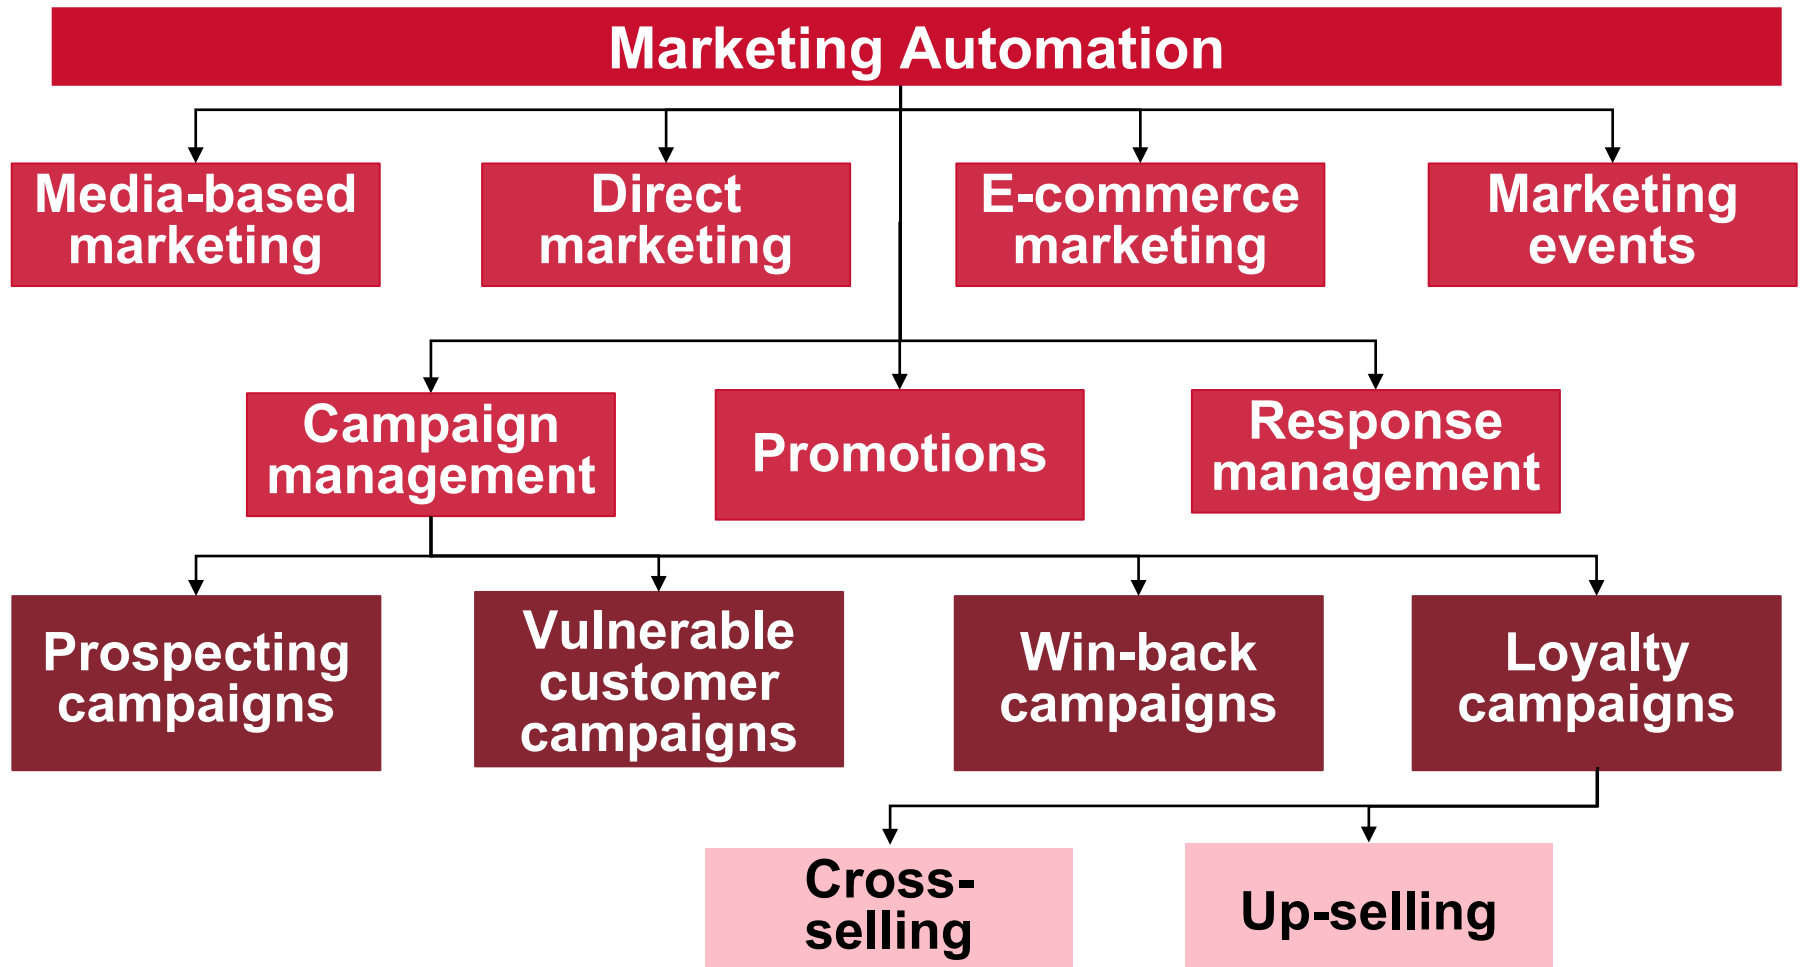 Marketing Automation
Media-based
marketing
Direct
marketing
E-commerce
marketing
Marketing
events
Campaign
management
Promotions
Response
management
Prospecting
campaigns
Vulnerable
customer
campaigns
Win-back
campaigns
Loyalty
campaigns
Cross-
selling
Up-selling